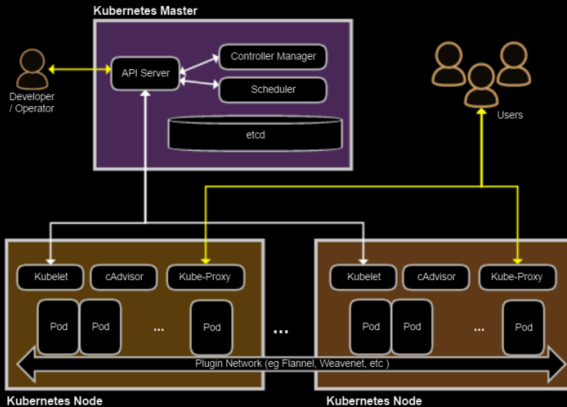 Kubernetes Master
API Server
Controller Manager
Scheduler
etcd
Developer
/ Operator
Users
Kubelet
cAdvisor
Kube-Proxy
Pod
Pod
...
Pod
...
Kubelet
cAdvisor
Kube-Proxy
Pod
Pod
...
Pod
Plugin Network (eg Flannel, Weavenet, etc )
Kubernetes Node
Kubernetes Node